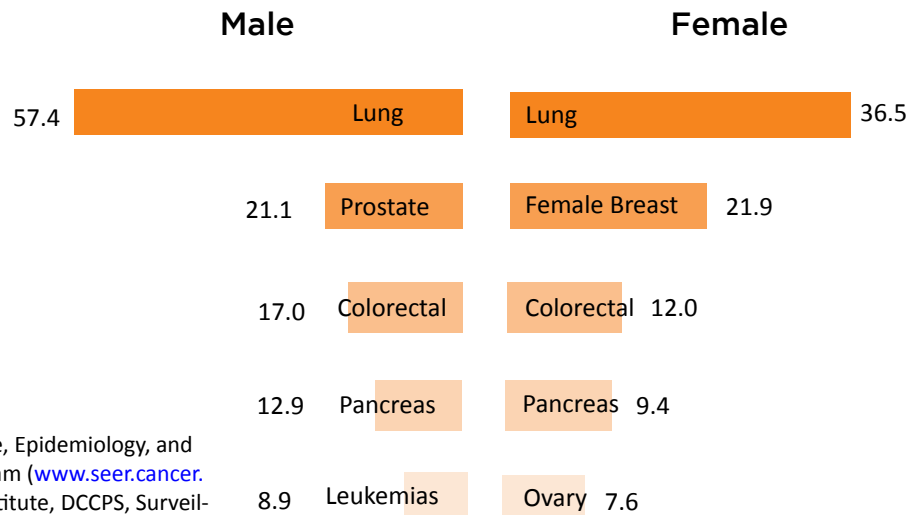 Male Female
57.4 Lung Lung 36.5
21.1 Prostate Female Breast 21.9
17.0 Colorectal Colorectal 12.0
12.9 Pancreas Pancreas 9.4
, Epidemiology, and
am (www.seer.cancer.
titute, DCCPS, Surveil-
8.9 Leukemias Ovary 7.6